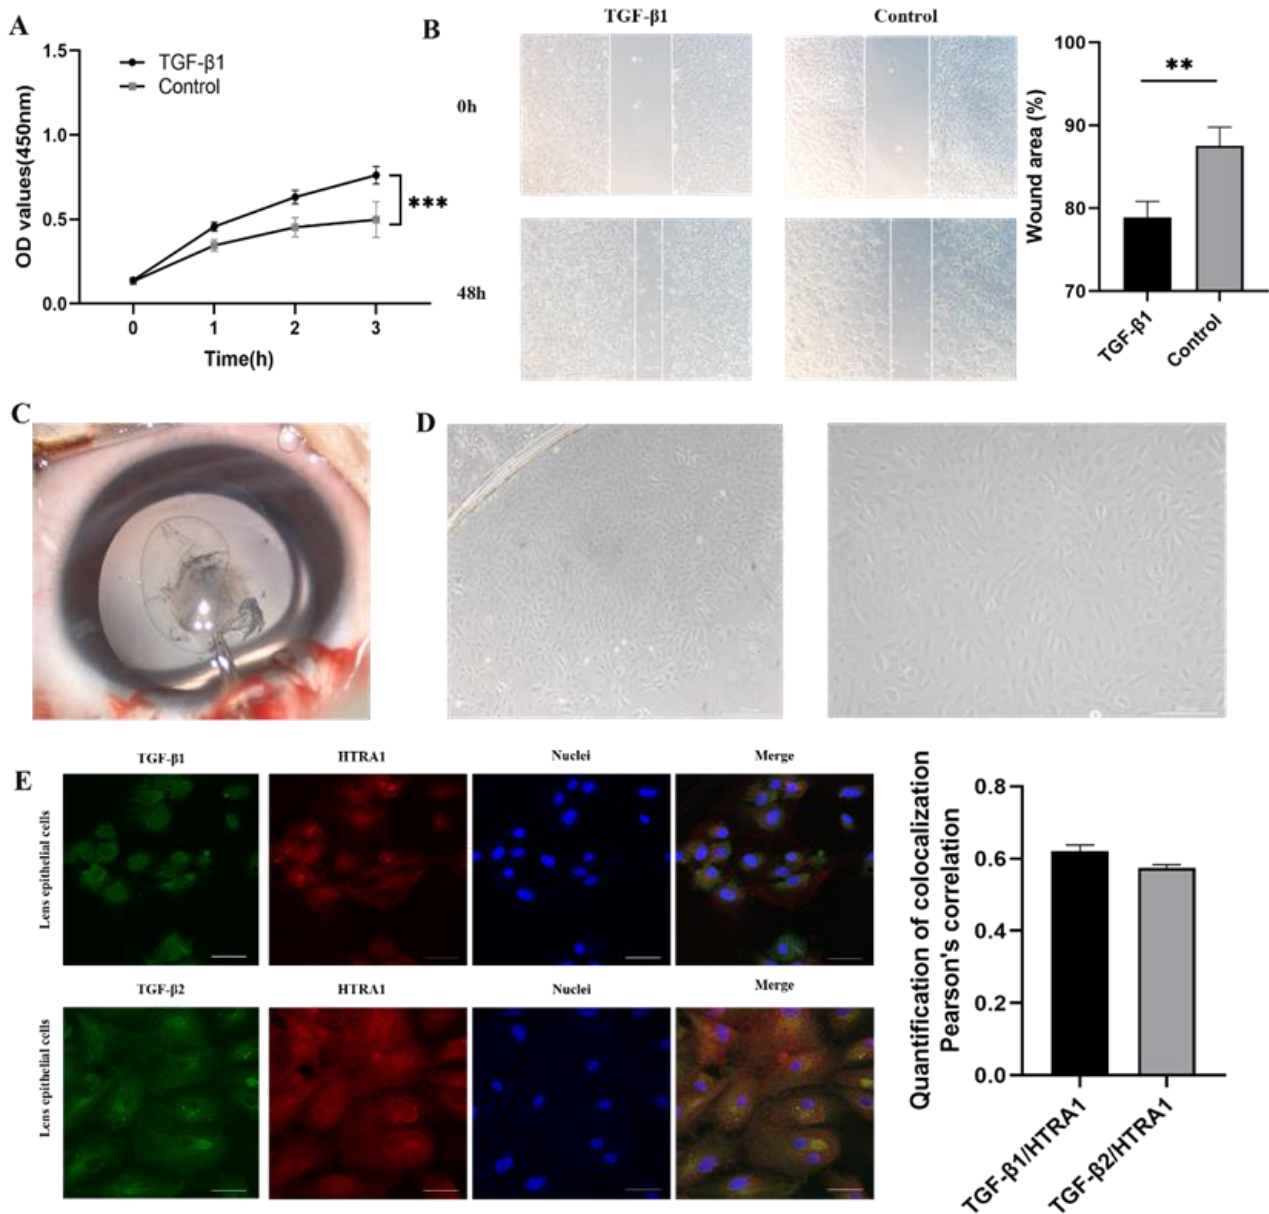 A
1.5
1.0
0.5
0.0
OD values(450nm)
TGF-β1
Control
***
0 1 2 3
Time(h)
B
TGF-β1 Control
0h
48h
Wound area (%)
100
90
80
70
**
TGF-β1
Control
C
D
E
TGF-β1 HTRA1 Nuclei Merge
Lens epithelial cells
TGF-β2 HTRA1 Nuclei Merge
Lens epithelial cells
Quantification of colocalization
Pearson's correlation
0.8
0.6
0.4
0.2
0.0
TGF-β1/HTRA1
TGF-β2/HTRA1